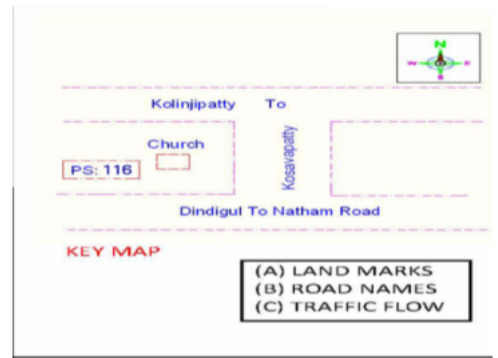 N
W E
S
Kolinjipatty To
Kosavapatty
Church
PS: 116
Dindigul To Natham Road
KEY MAP
(A) LAND MARKS
(B) ROAD NAMES
(C) TRAFFIC FLOW